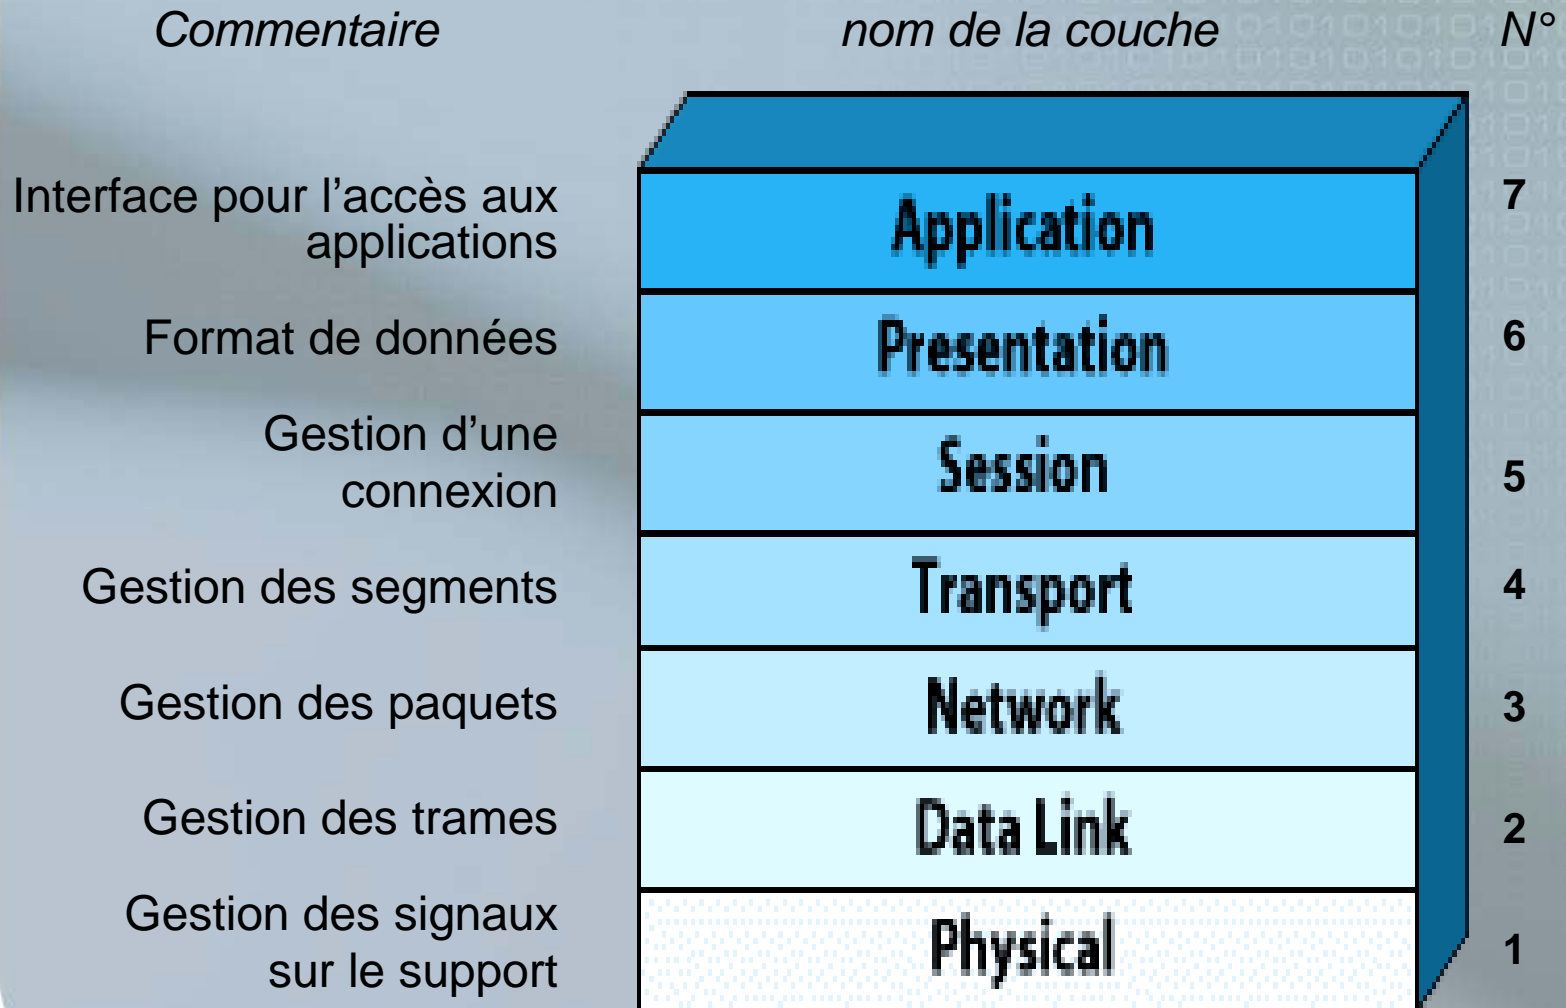 Commentaire nom de la couche N°
Interface pour l'accès aux
applications
Application 7
Format de données Presentation 6
Gestion d'une
connexion
Session 5
Gestion des segments Transport 4
Gestion des paquets Network 3
Gestion des trames Data Link 2
Gestion des signaux
sur le support
Physical 1